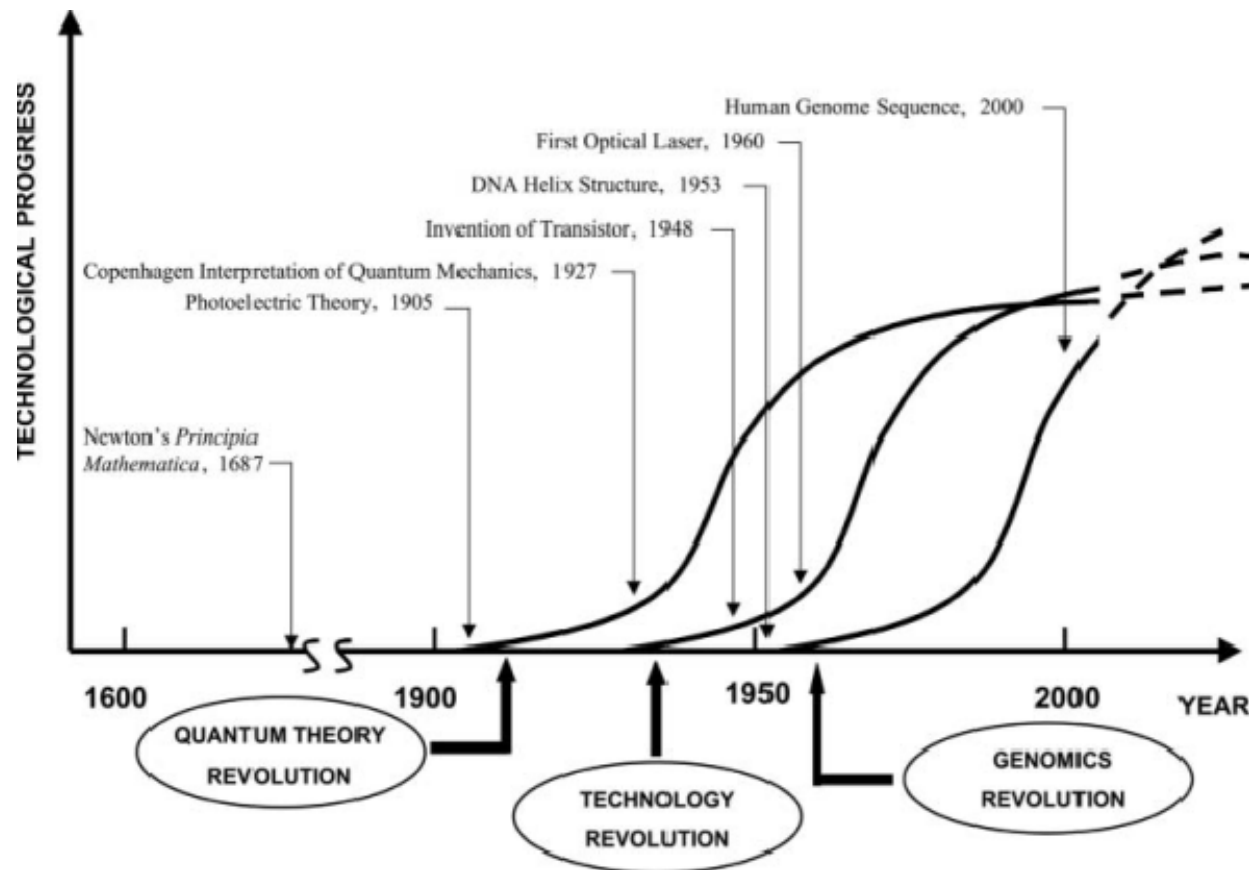 TECHNOLOGICAL PROGRESS
Human Genome Sequence, 2000
First Optical Laser, 1960
DNA Helix Structure, 1953
Invention of Transistor, 1948
Copenhagen Interpretation of Quantum Mechanics, 1927
Photoelectric Theory, 1905
Newton's Principia
Mathematica, 1687
1600
1900
1950
2000
YEAR
QUANTUM THEORY
REVOLUTION
TECHNOLOGY
REVOLUTION
GENOMICS
REVOLUTION